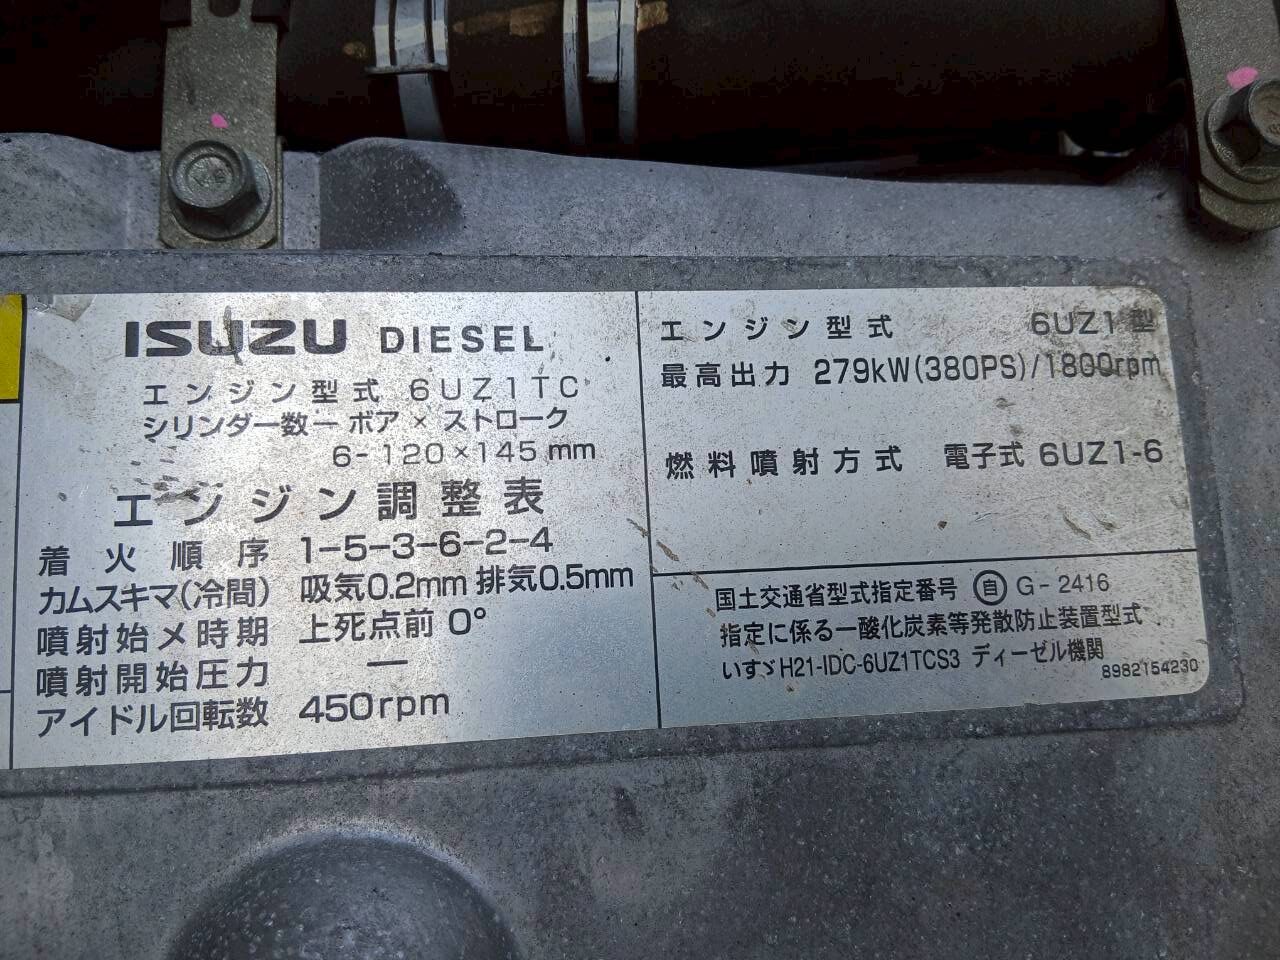 ISUZU DIESEL
エンジン型式 6UZ1TC
シリンダー数ー ボア × ストローク
6-120×145mm
エンジン調整表
着火順序 1-5-3-6-2-4
カムスキマ(冷間) 吸気0.2mm 排気0.5mm
噴射始メ時期 上死点前 0°
噴射開始圧力 ―
アイドル回転数 450rpm
エンジン型式 6UZ1型
最高出力 279kW(380PS)/1800rpm
燃料噴射方式 電子式 6UZ1-6
国土交通省型式指定番号 自 G-2416
指定に係る一酸化炭素等発散防止装置型式
いすゞH21-IDC-6UZ1TCS3 ディーゼル機関
8982154230